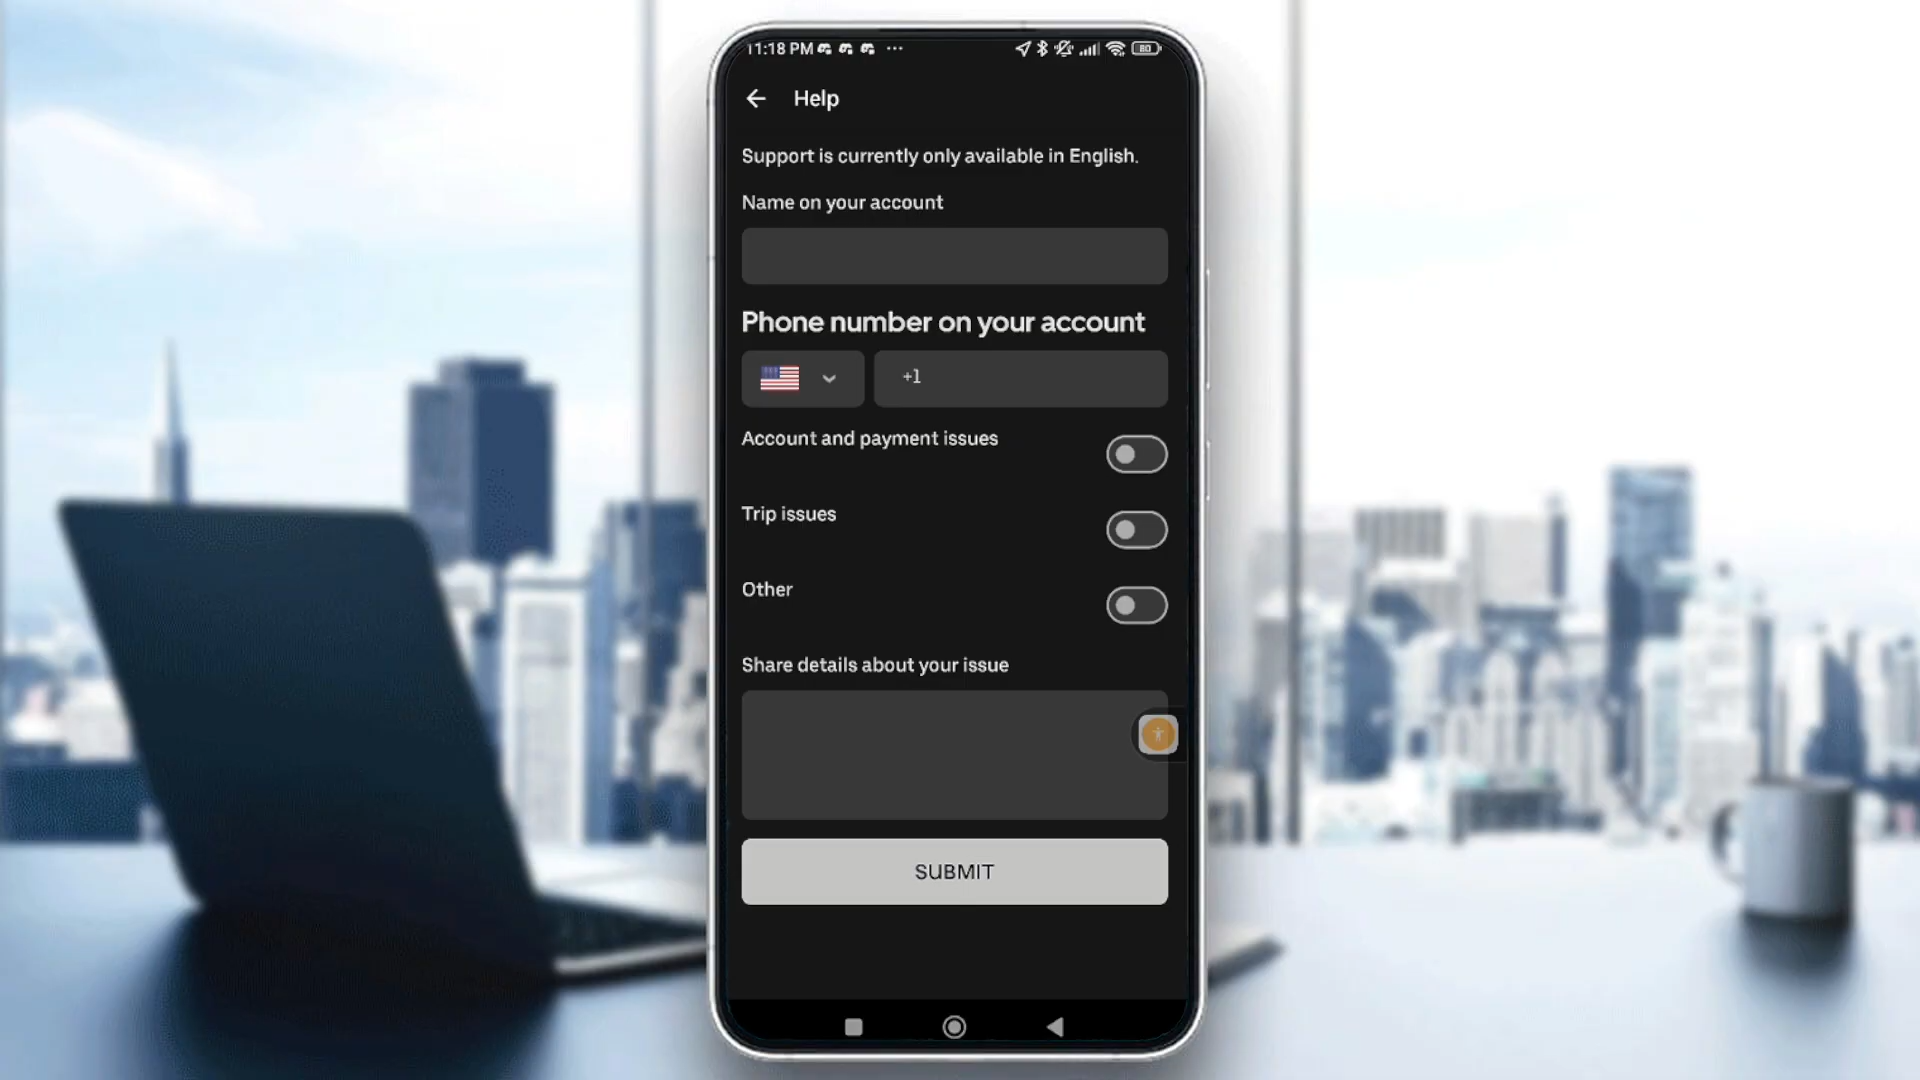 11:18 PM ··· 80
Help
Support is currently only available in English.
Name on your account
Phone number on your account
+1
Account and payment issues
Trip issues
Other
Share details about your issue
SUBMIT